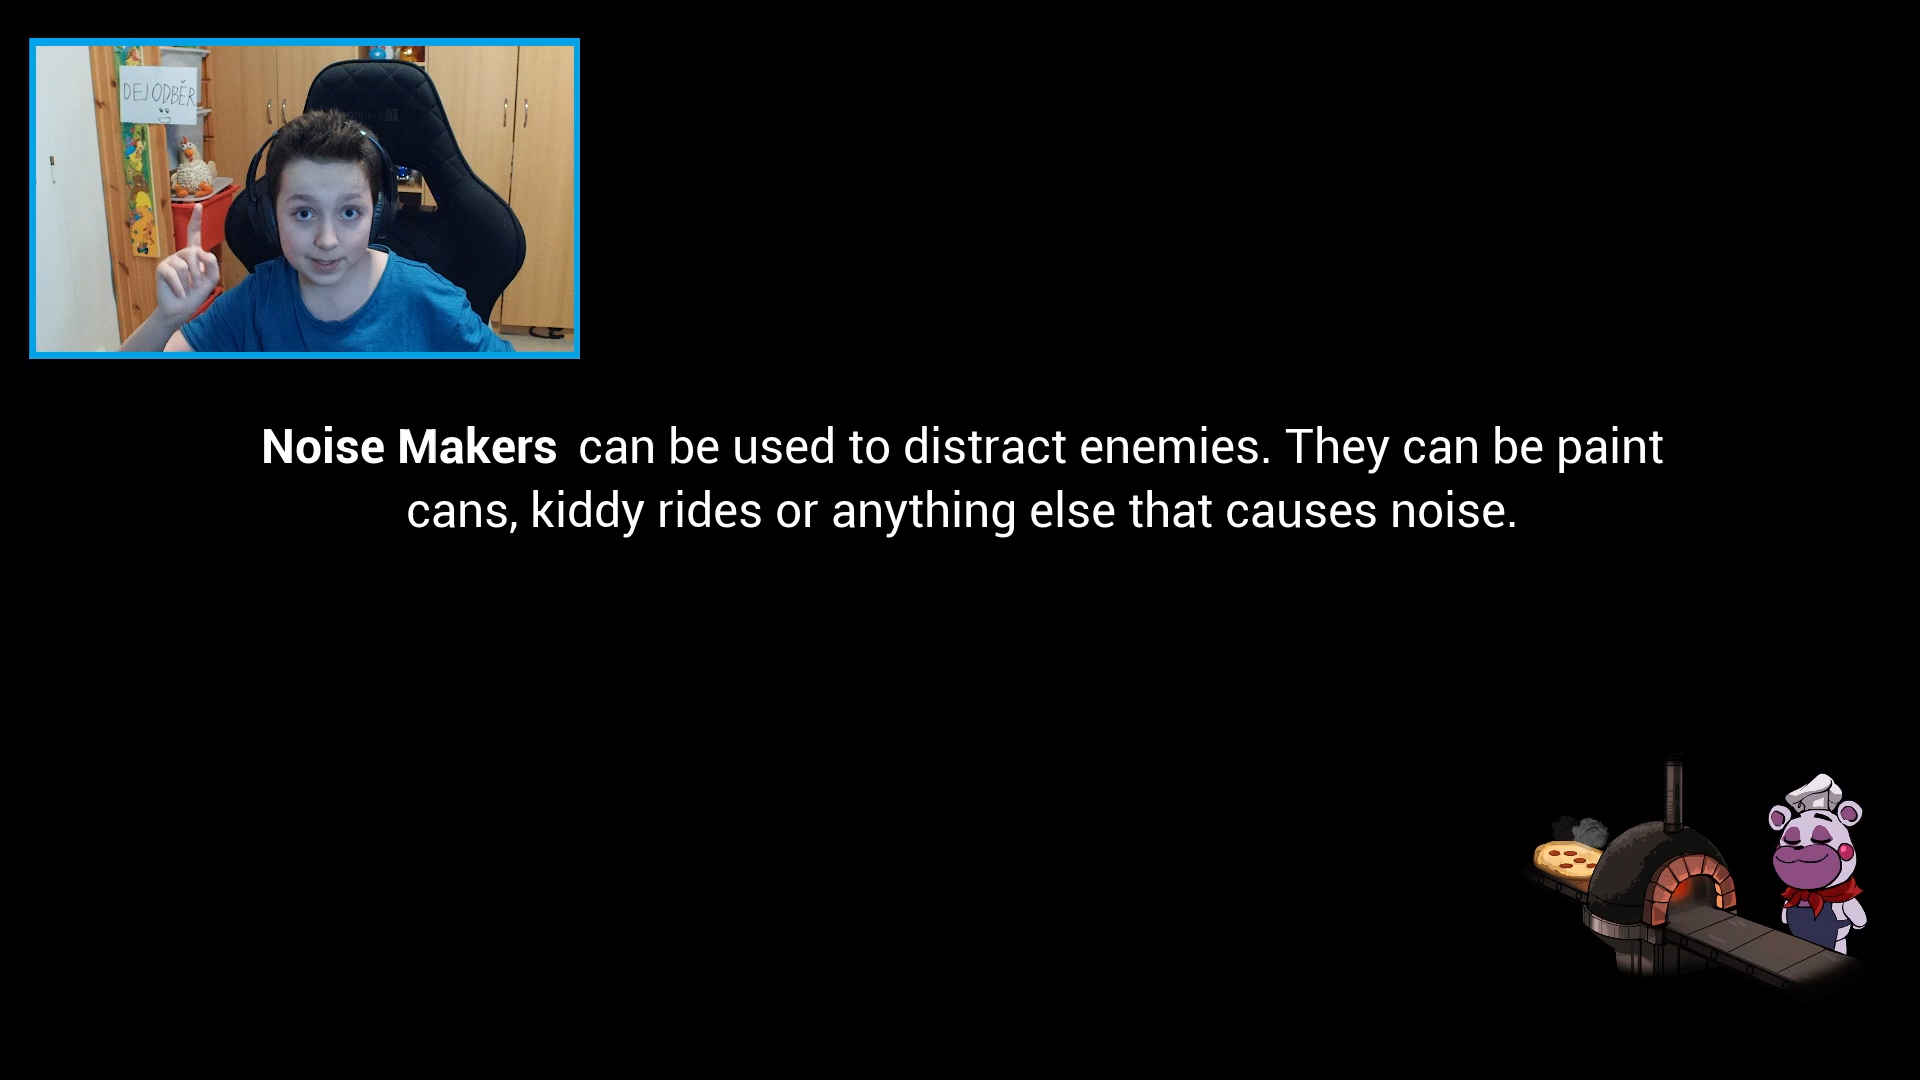 DEJ ODBĚR
Noise Makers can be used to distract enemies. They can be paint
cans, kiddy rides or anything else that causes noise.